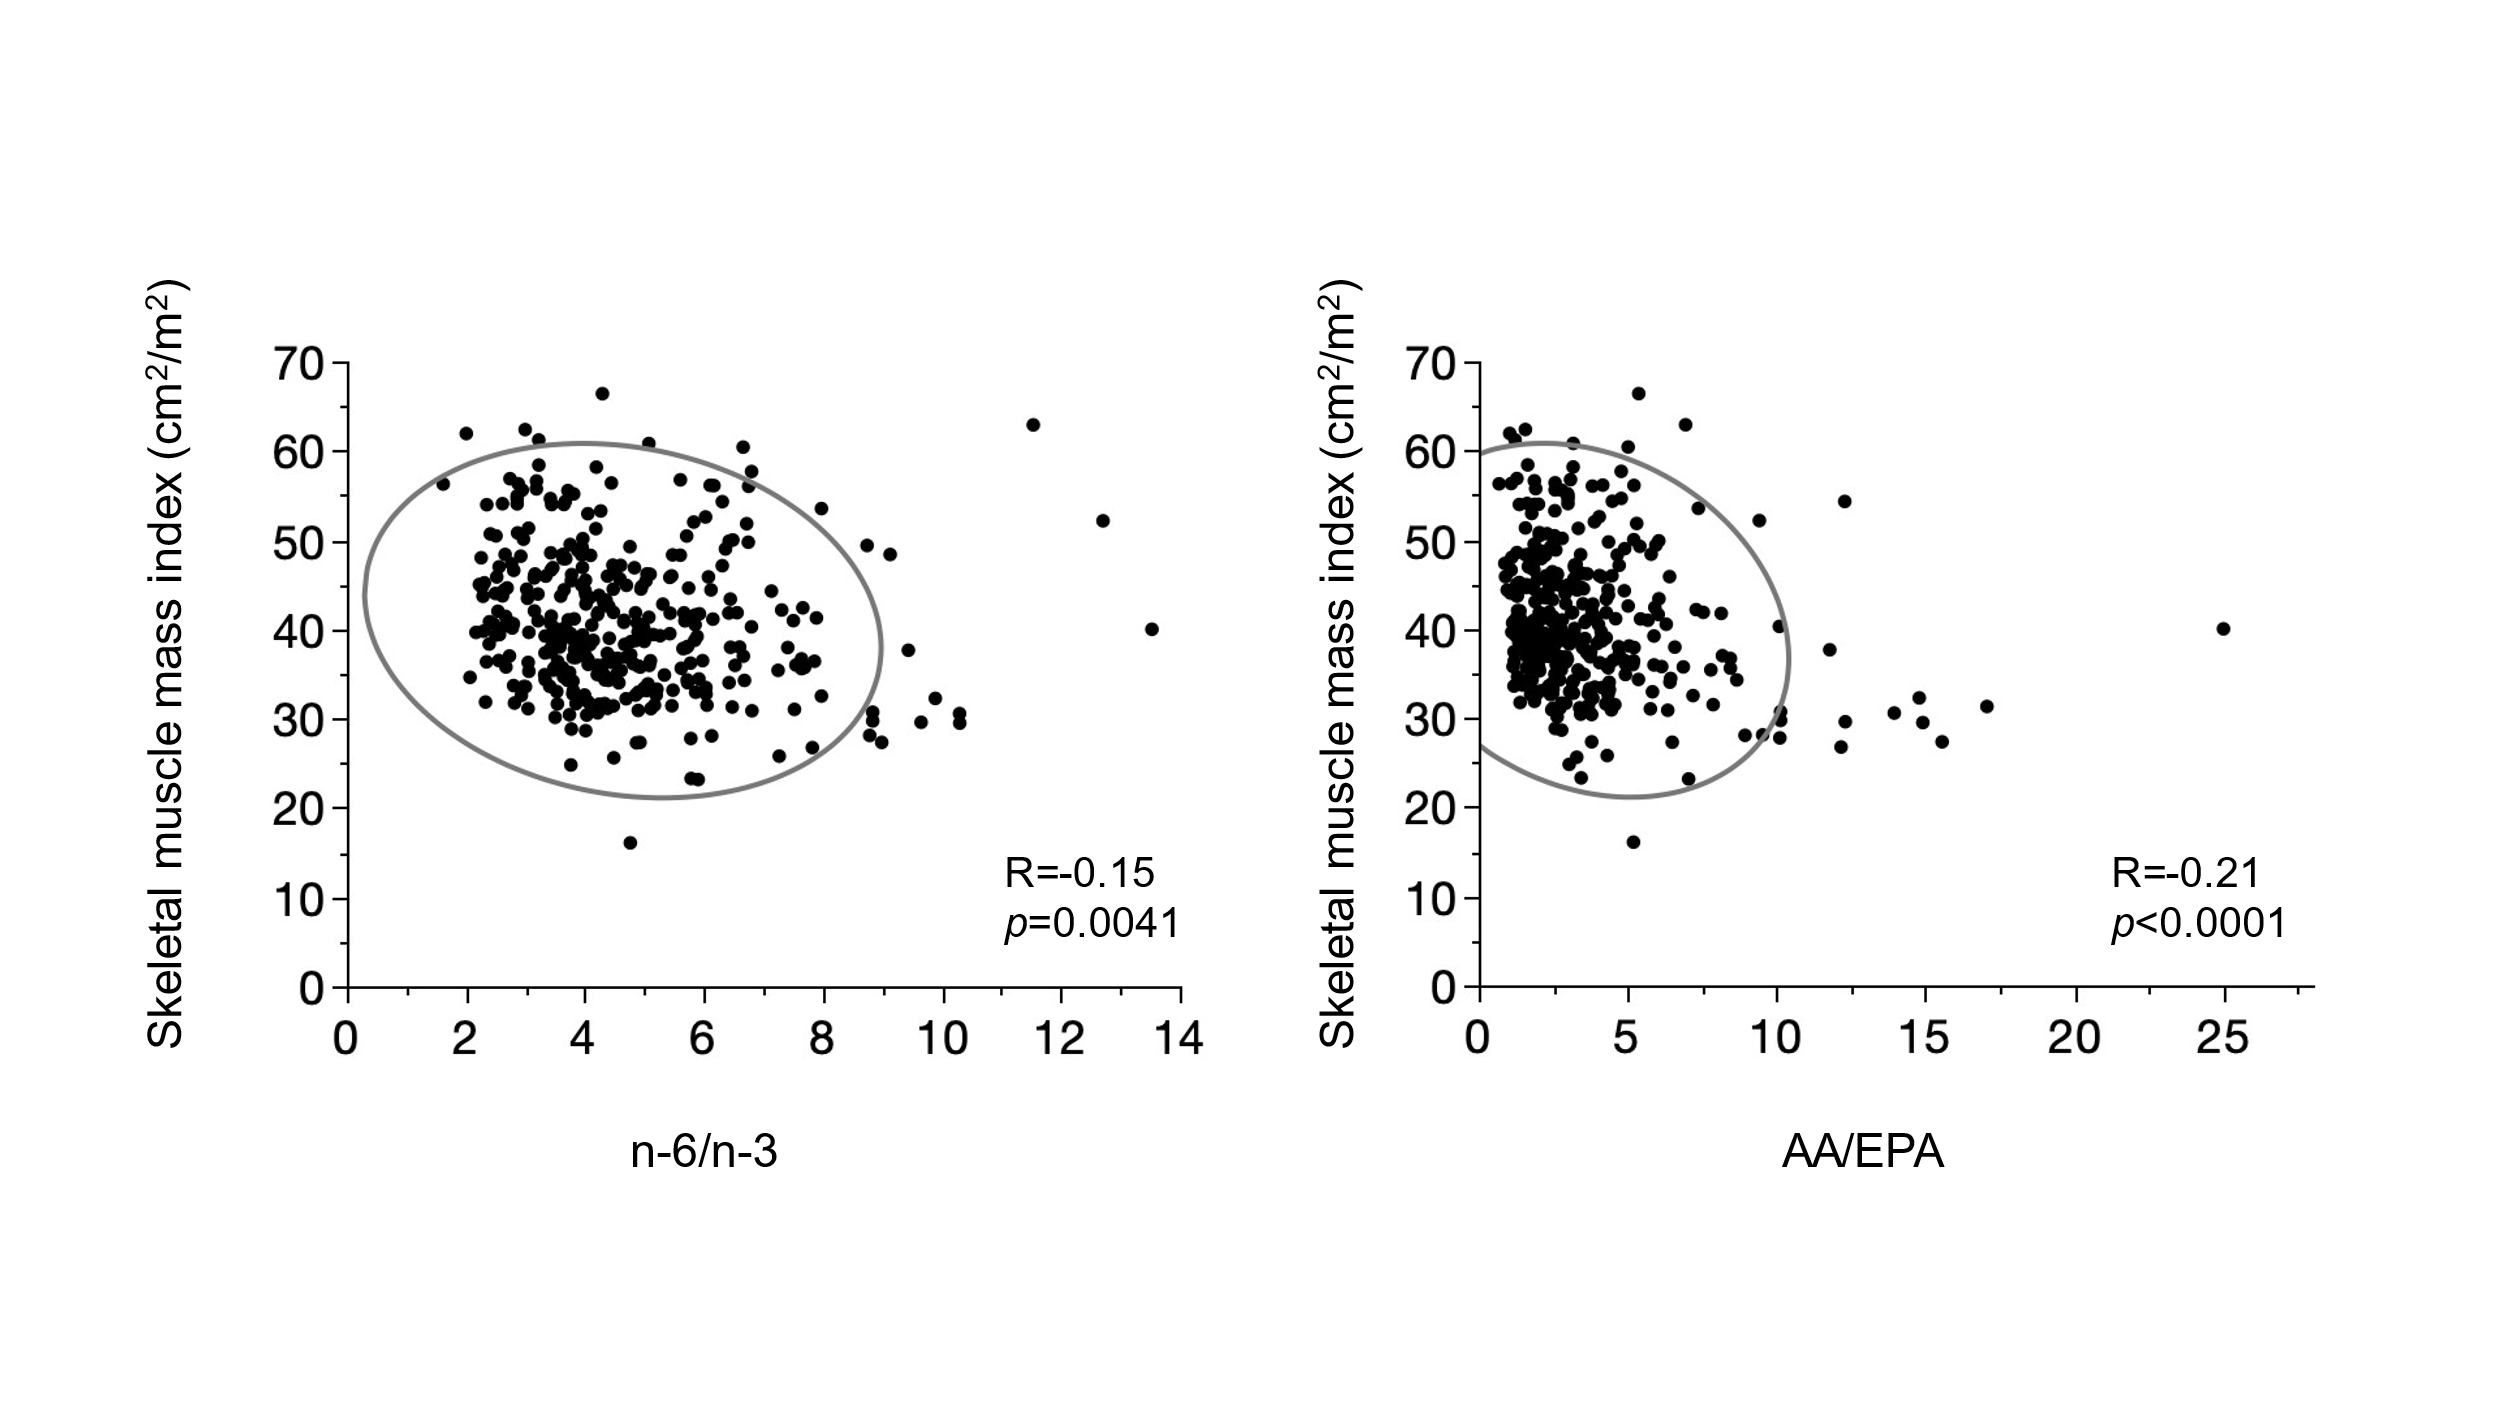 Skeletal muscle mass index (cm²/m²)
70
60
50
40
30
20
10
0
0 2 4 6 8 10 12 14
R=-0.15
p=0.0041
n-6/n-3
Skeletal muscle mass index (cm²/m²)
70
60
50
40
30
20
10
0
0 5 10 15 20 25
R=-0.21
p<0.0001
AA/EPA